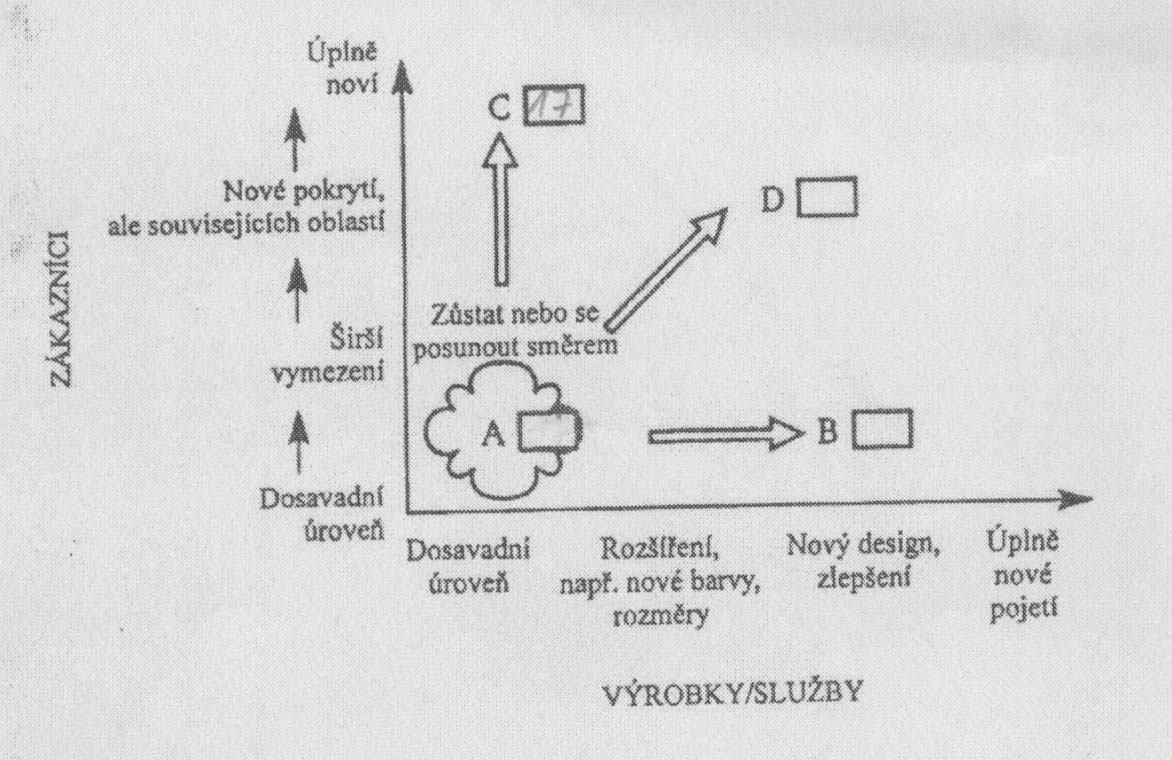 Úplně
noví
C 17
Nové pokrytí,
ale souvisejících oblastí
D
ZÁKAZNÍCI
Zůstat nebo se
posunout směrem
Širší
vymezení
A
B
Dosavadní
úroveň
Dosavadní
úroveň
Rozšíření,
např. nové barvy,
rozměry
Nový design,
zlepšení
Úplně
nové
pojetí
VÝROBKY/SLUŽBY